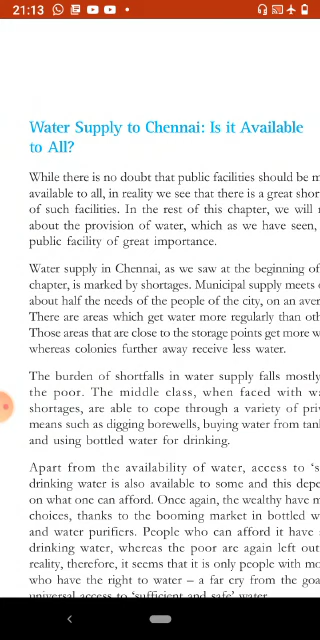 21:13
Water Supply to Chennai: Is it Available
to All?
While there is no doubt that public facilities should be m
available to all, in reality we see that there is a great shor
of such facilities. In the rest of this chapter, we will r
about the provision of water, which as we have seen,
public facility of great importance.
Water supply in Chennai, as we saw at the beginning of
chapter, is marked by shortages. Municipal supply meets o
about half the needs of the people of the city, on an aver
There are areas which get water more regularly than oth
Those areas that are close to the storage points get more w
whereas colonies further away receive less water.
The burden of shortfalls in water supply falls mostly
the poor. The middle class, when faced with wa
shortages, are able to cope through a variety of priv
means such as digging borewells, buying water from tank
and using bottled water for drinking.
Apart from the availability of water, access to ‘s
drinking water is also available to some and this depe
on what one can afford. Once again, the wealthy have m
choices, thanks to the booming market in bottled w
and water purifiers. People who can afford it have s
drinking water, whereas the poor are again left out
reality, therefore, it seems that it is only people with mo
who have the right to water – a far cry from the goa
universal access to ‘sufficient and safe’ water.